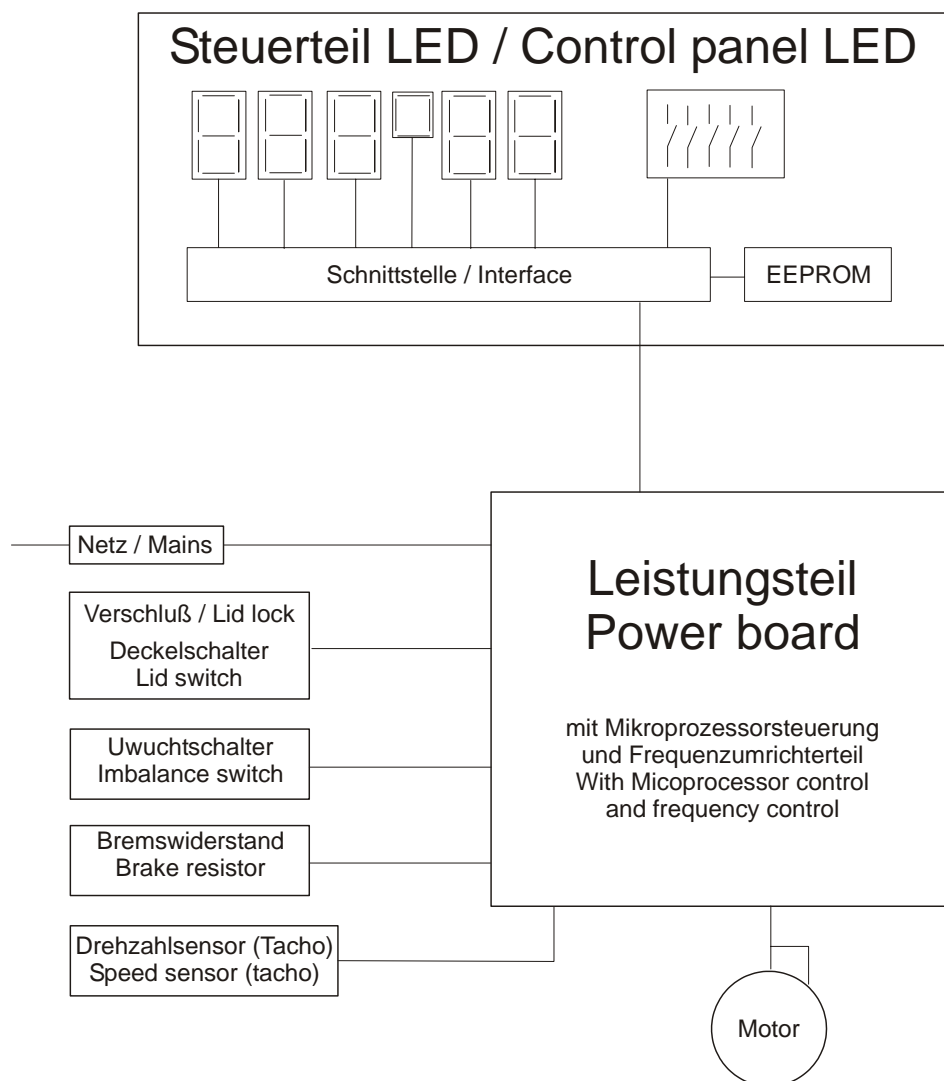 Steuerteil LED / Control panel LED
Schnittstelle / Interface
EEPROM
Netz / Mains
Verschluß / Lid lock
Deckelschalter
Lid switch
Uwuchtschalter
Imbalance switch
Bremswiderstand
Brake resistor
Drehzahlsensor (Tacho)
Speed sensor (tacho)
Leistungsteil
Power board
mit Mikroprozessorsteuerung
und Frequenzumrichterteil
With Micoprocessor control
and frequency control
Motor